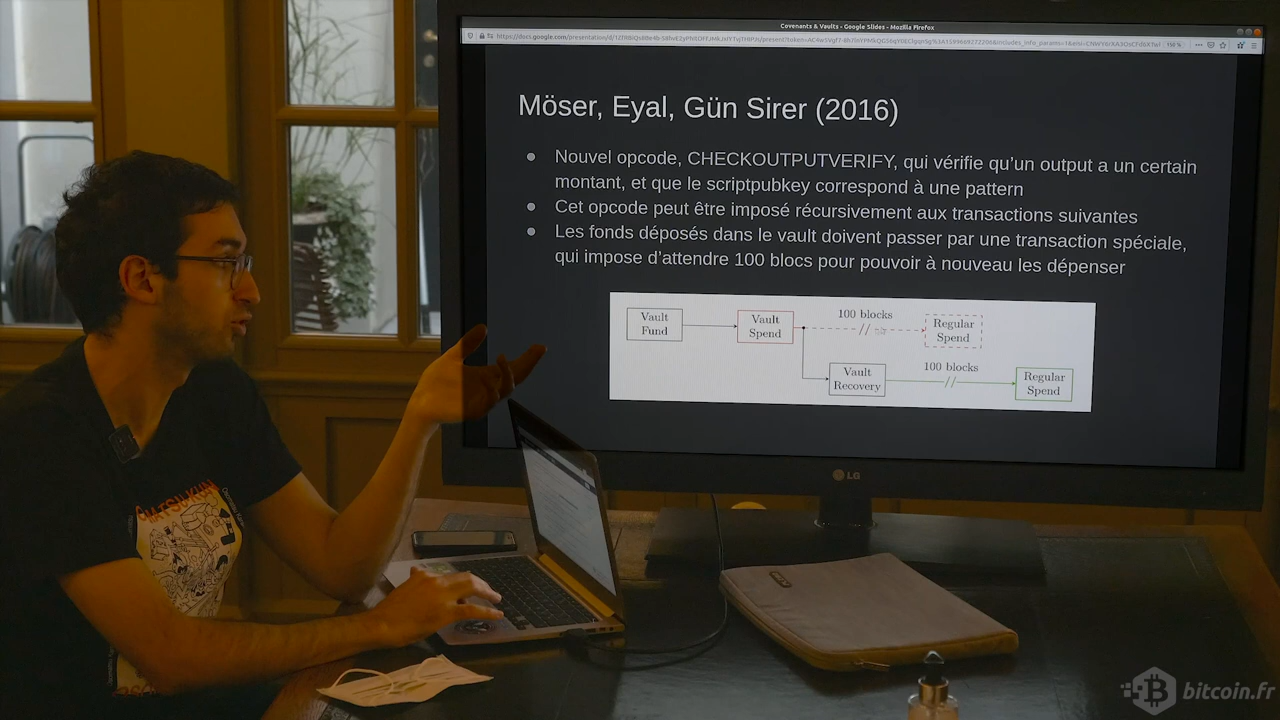 Covenants & Vaults - Google Slides - Mozilla Firefox
150 %
Möser, Eyal, Gün Sirer (2016)
Nouvel opcode, CHECKOUTPUTVERIFY, qui vérifie qu’un output a un certain
montant, et que le scriptpubkey correspond à une pattern
Cet opcode peut être imposé récursivement aux transactions suivantes
Les fonds déposés dans le vault doivent passer par une transaction spéciale,
qui impose d’attendre 100 blocs pour pouvoir à nouveau les dépenser
Vault
Fund
Vault
Spend
100 blocks
//
Regular
Spend
Vault
Recovery
100 blocks
//
Regular
Spend
LG
bitcoin.fr